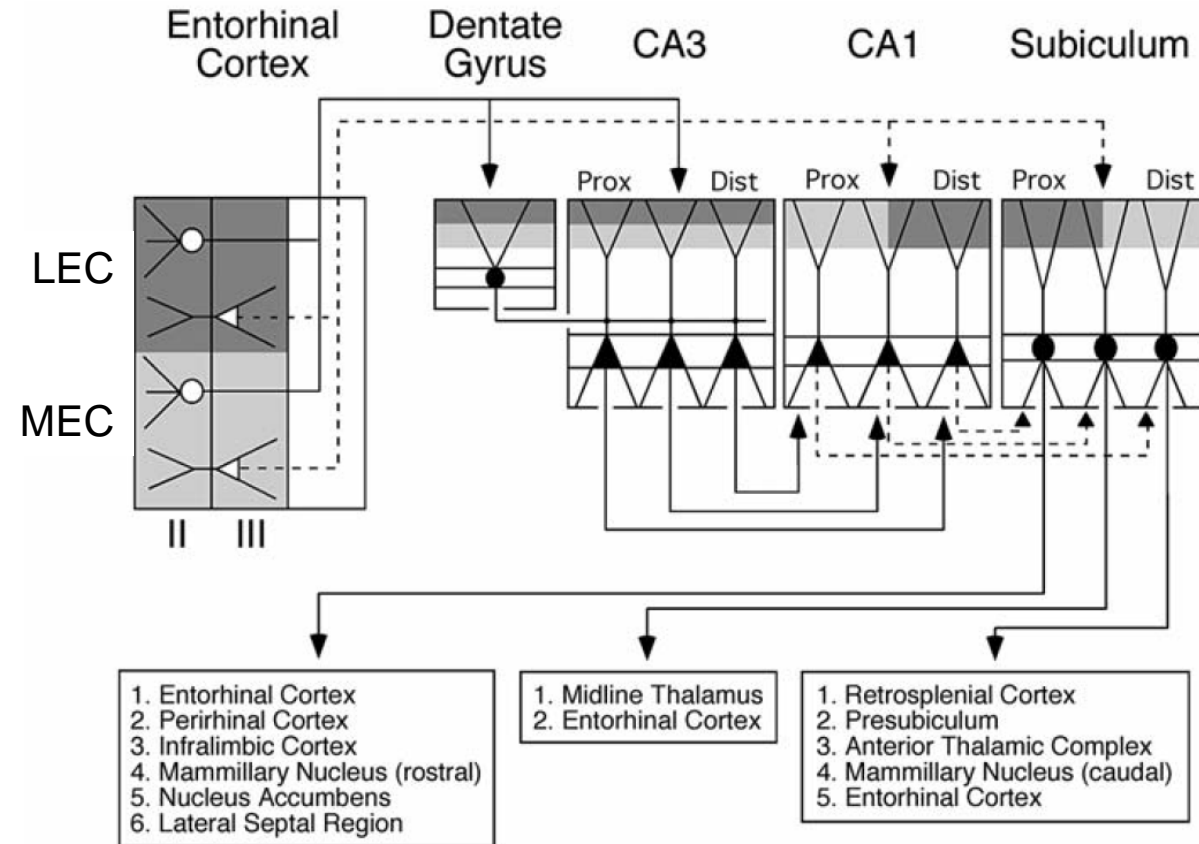 Entorhinal
Cortex
Dentate
Gyrus
CA3
CA1
Subiculum
Prox
Dist
Prox
Dist
Prox
Dist
LEC
MEC
II
III
1. Entorhinal Cortex
2. Perirhinal Cortex
3. Infralimbic Cortex
4. Mammillary Nucleus (rostral)
5. Nucleus Accumbens
6. Lateral Septal Region
1. Midline Thalamus
2. Entorhinal Cortex
1. Retrosplenial Cortex
2. Presubiculum
3. Anterior Thalamic Complex
4. Mammillary Nucleus (caudal)
5. Entorhinal Cortex